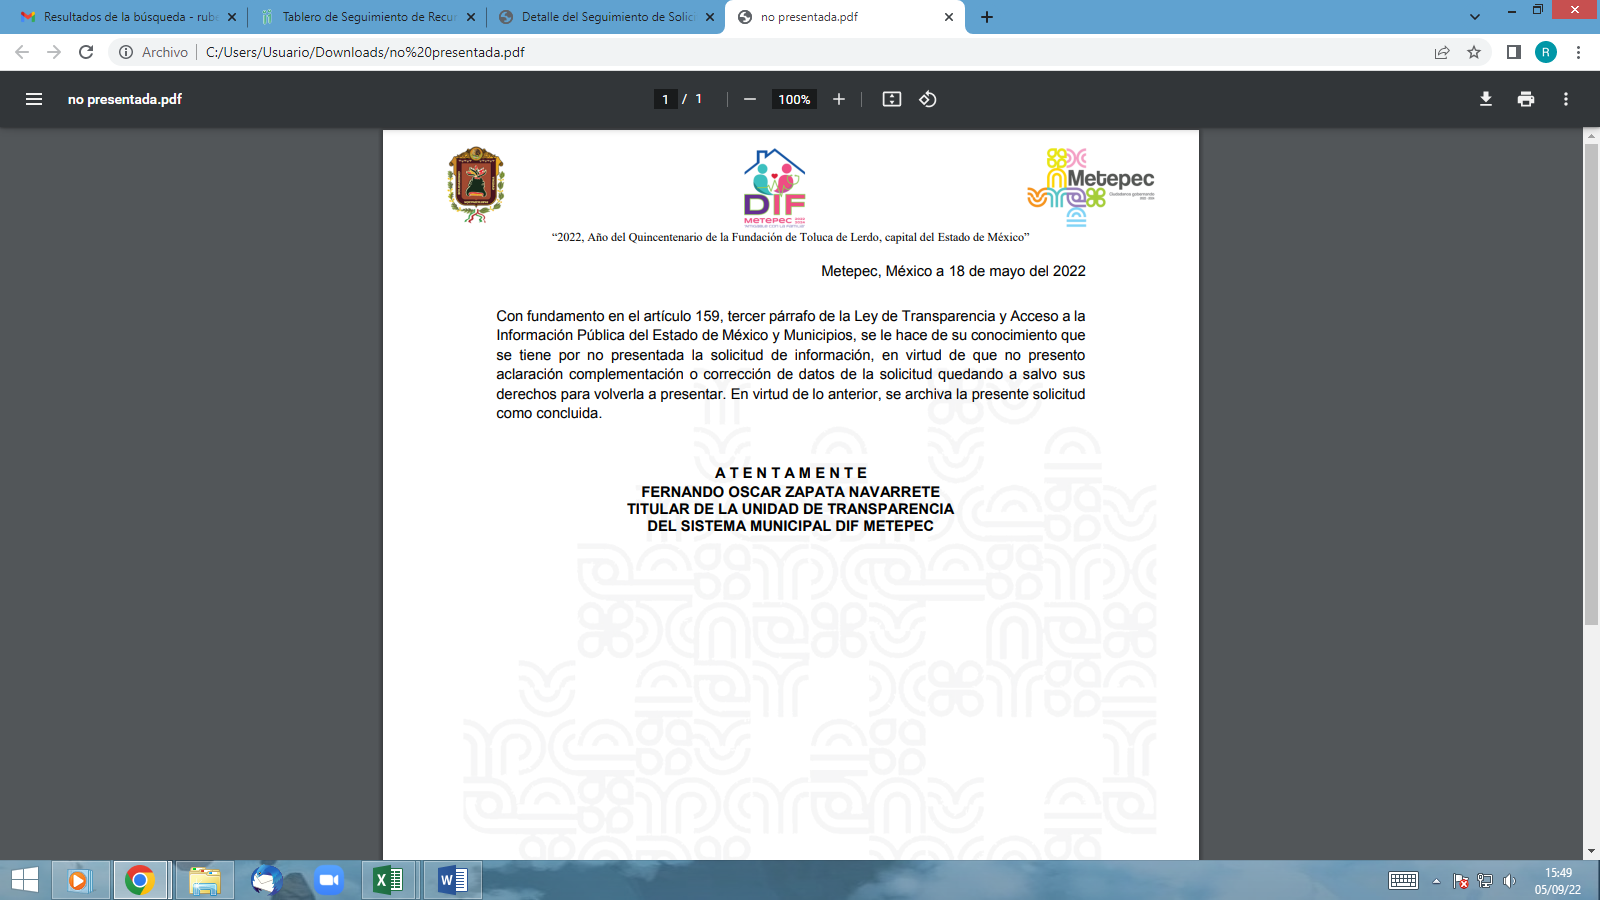 Resultados de la búsqueda - rub
Tablero de Seguimiento de Recur
Detalle del Seguimiento de Solic
no presentada.pdf
Archivo
C:/Users/Usuario/Downloads/no%20presentada.pdf
R
no presentada.pdf
1 / 1
100%
DIF
METEPEC
Metepec
“2022, Año del Quincentenario de la Fundación de Toluca de Lerdo, capital del Estado de México”
Metepec, México a 18 de mayo del 2022
Con fundamento en el artículo 159, tercer párrafo de la Ley de Transparencia y Acceso a la
Información Pública del Estado de México y Municipios, se le hace de su conocimiento que
se tiene por no presentada la solicitud de información, en virtud de que no presento
aclaración complementación o corrección de datos de la solicitud quedando a salvo sus
derechos para volverla a presentar. En virtud de lo anterior, se archiva la presente solicitud
como concluida.
A T E N T A M E N T E
FERNANDO OSCAR ZAPATA NAVARRETE
TITULAR DE LA UNIDAD DE TRANSPARENCIA
DEL SISTEMA MUNICIPAL DIF METEPEC
15:49
05/09/22